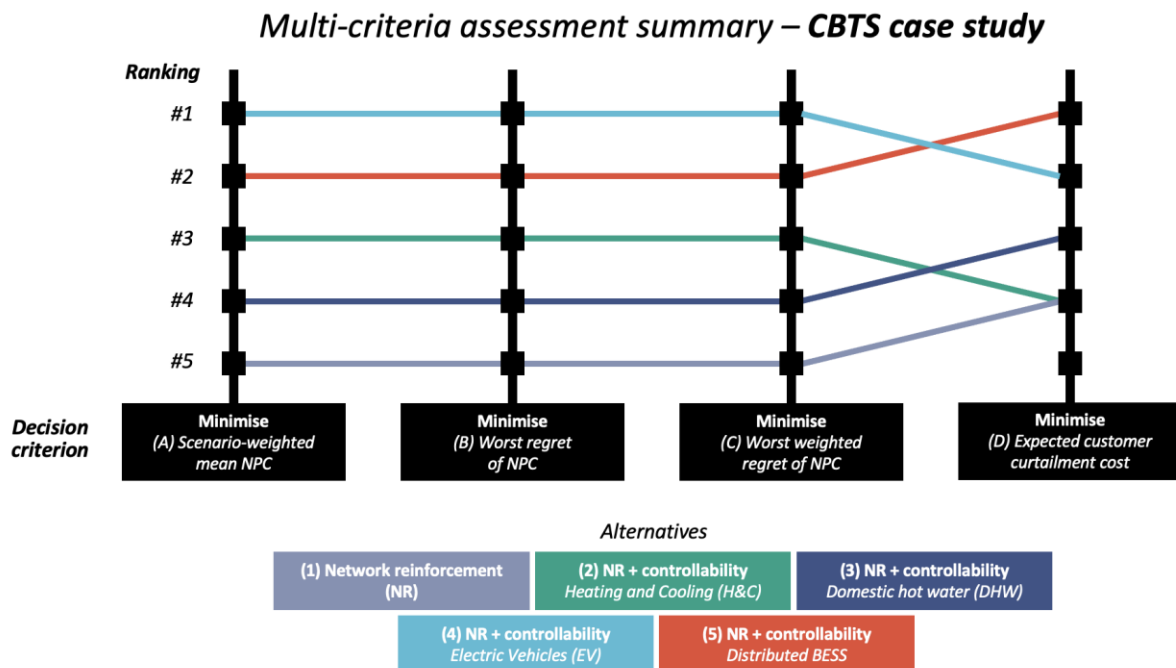 Multi-criteria assessment summary – CBTS case study
Ranking
#1
#2
#3
#4
#5
Decision
criterion
Minimise
(A) Scenario-weighted
mean NPC
Minimise
(B) Worst regret
of NPC
Minimise
(C) Worst weighted
regret of NPC
Minimise
(D) Expected customer
curtailment cost
Alternatives
(1) Network reinforcement
(NR)
(2) NR + controllability
Heating and Cooling (H&C)
(3) NR + controllability
Domestic hot water (DHW)
(4) NR + controllability
Electric Vehicles (EV)
(5) NR + controllability
Distributed BESS